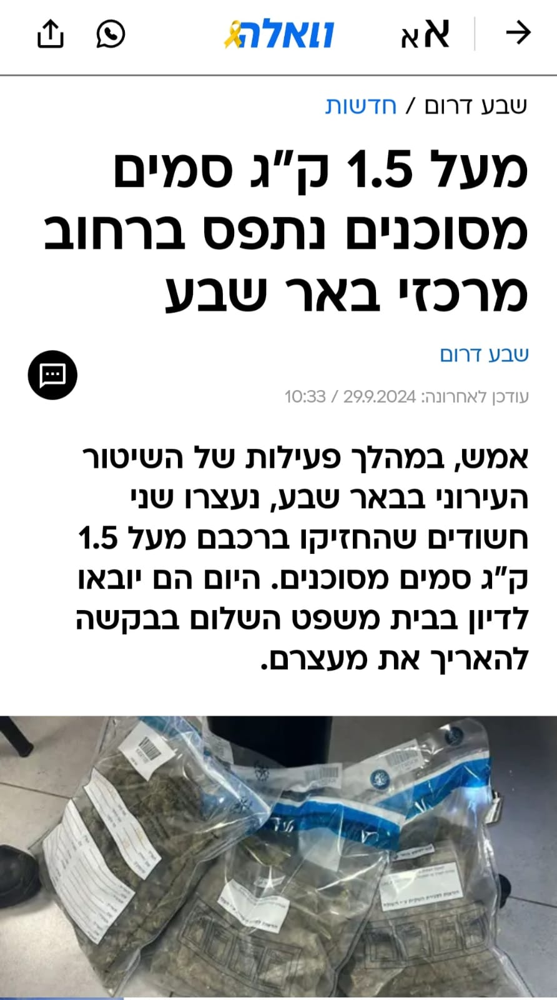 וואלה
אא
שבע דרום / חדשות
מעל 1.5 ק"ג סמים
מסוכנים נתפס ברחוב
מרכזי באר שבע
שבע דרום
עודכן לאחרונה: 29.9.2024 / 10:33
אמש, במהלך פעילות של השיטור
העירוני בבאר שבע, נעצרו שני
חשודים שהחזיקו ברכבם מעל 1.5
ק"ג סמים מסוכנים. היום הם יובאו
לדיון בבית משפט השלום בבקשה
להאריך את מעצרם.